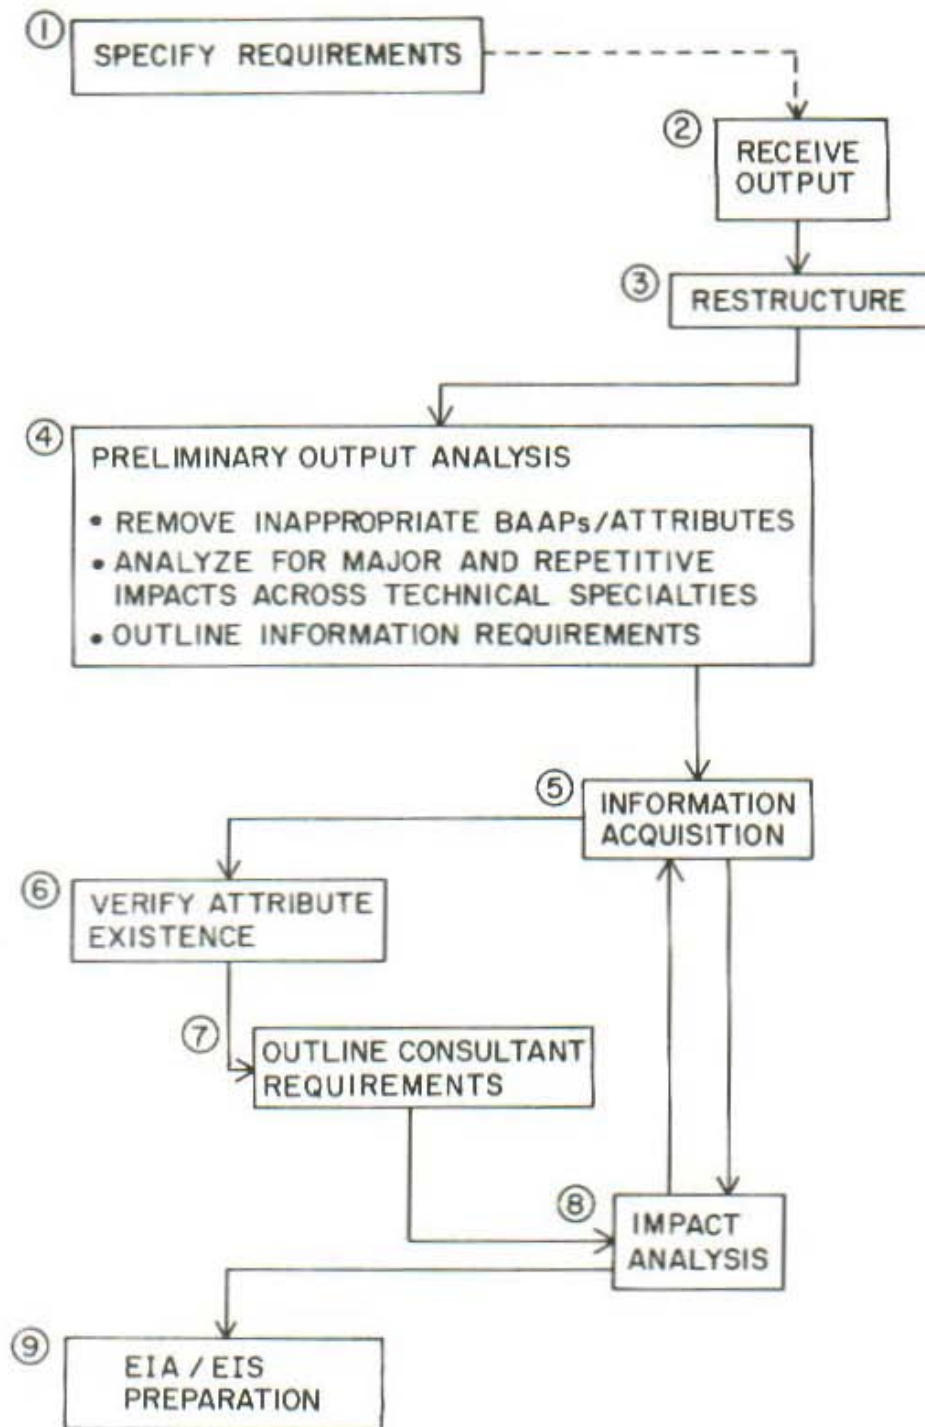 ① SPECIFY REQUIREMENTS
② RECEIVE
OUTPUT
③ RESTRUCTURE
④ PRELIMINARY OUTPUT ANALYSIS
• REMOVE INAPPROPRIATE BAAPs/ATTRIBUTES
• ANALYZE FOR MAJOR AND REPETITIVE
IMPACTS ACROSS TECHNICAL SPECIALTIES
• OUTLINE INFORMATION REQUIREMENTS
⑤ INFORMATION
ACQUISITION
⑥ VERIFY ATTRIBUTE
EXISTENCE
⑦ OUTLINE CONSULTANT
REQUIREMENTS
⑧ IMPACT
ANALYSIS
⑨ EIA / EIS
PREPARATION